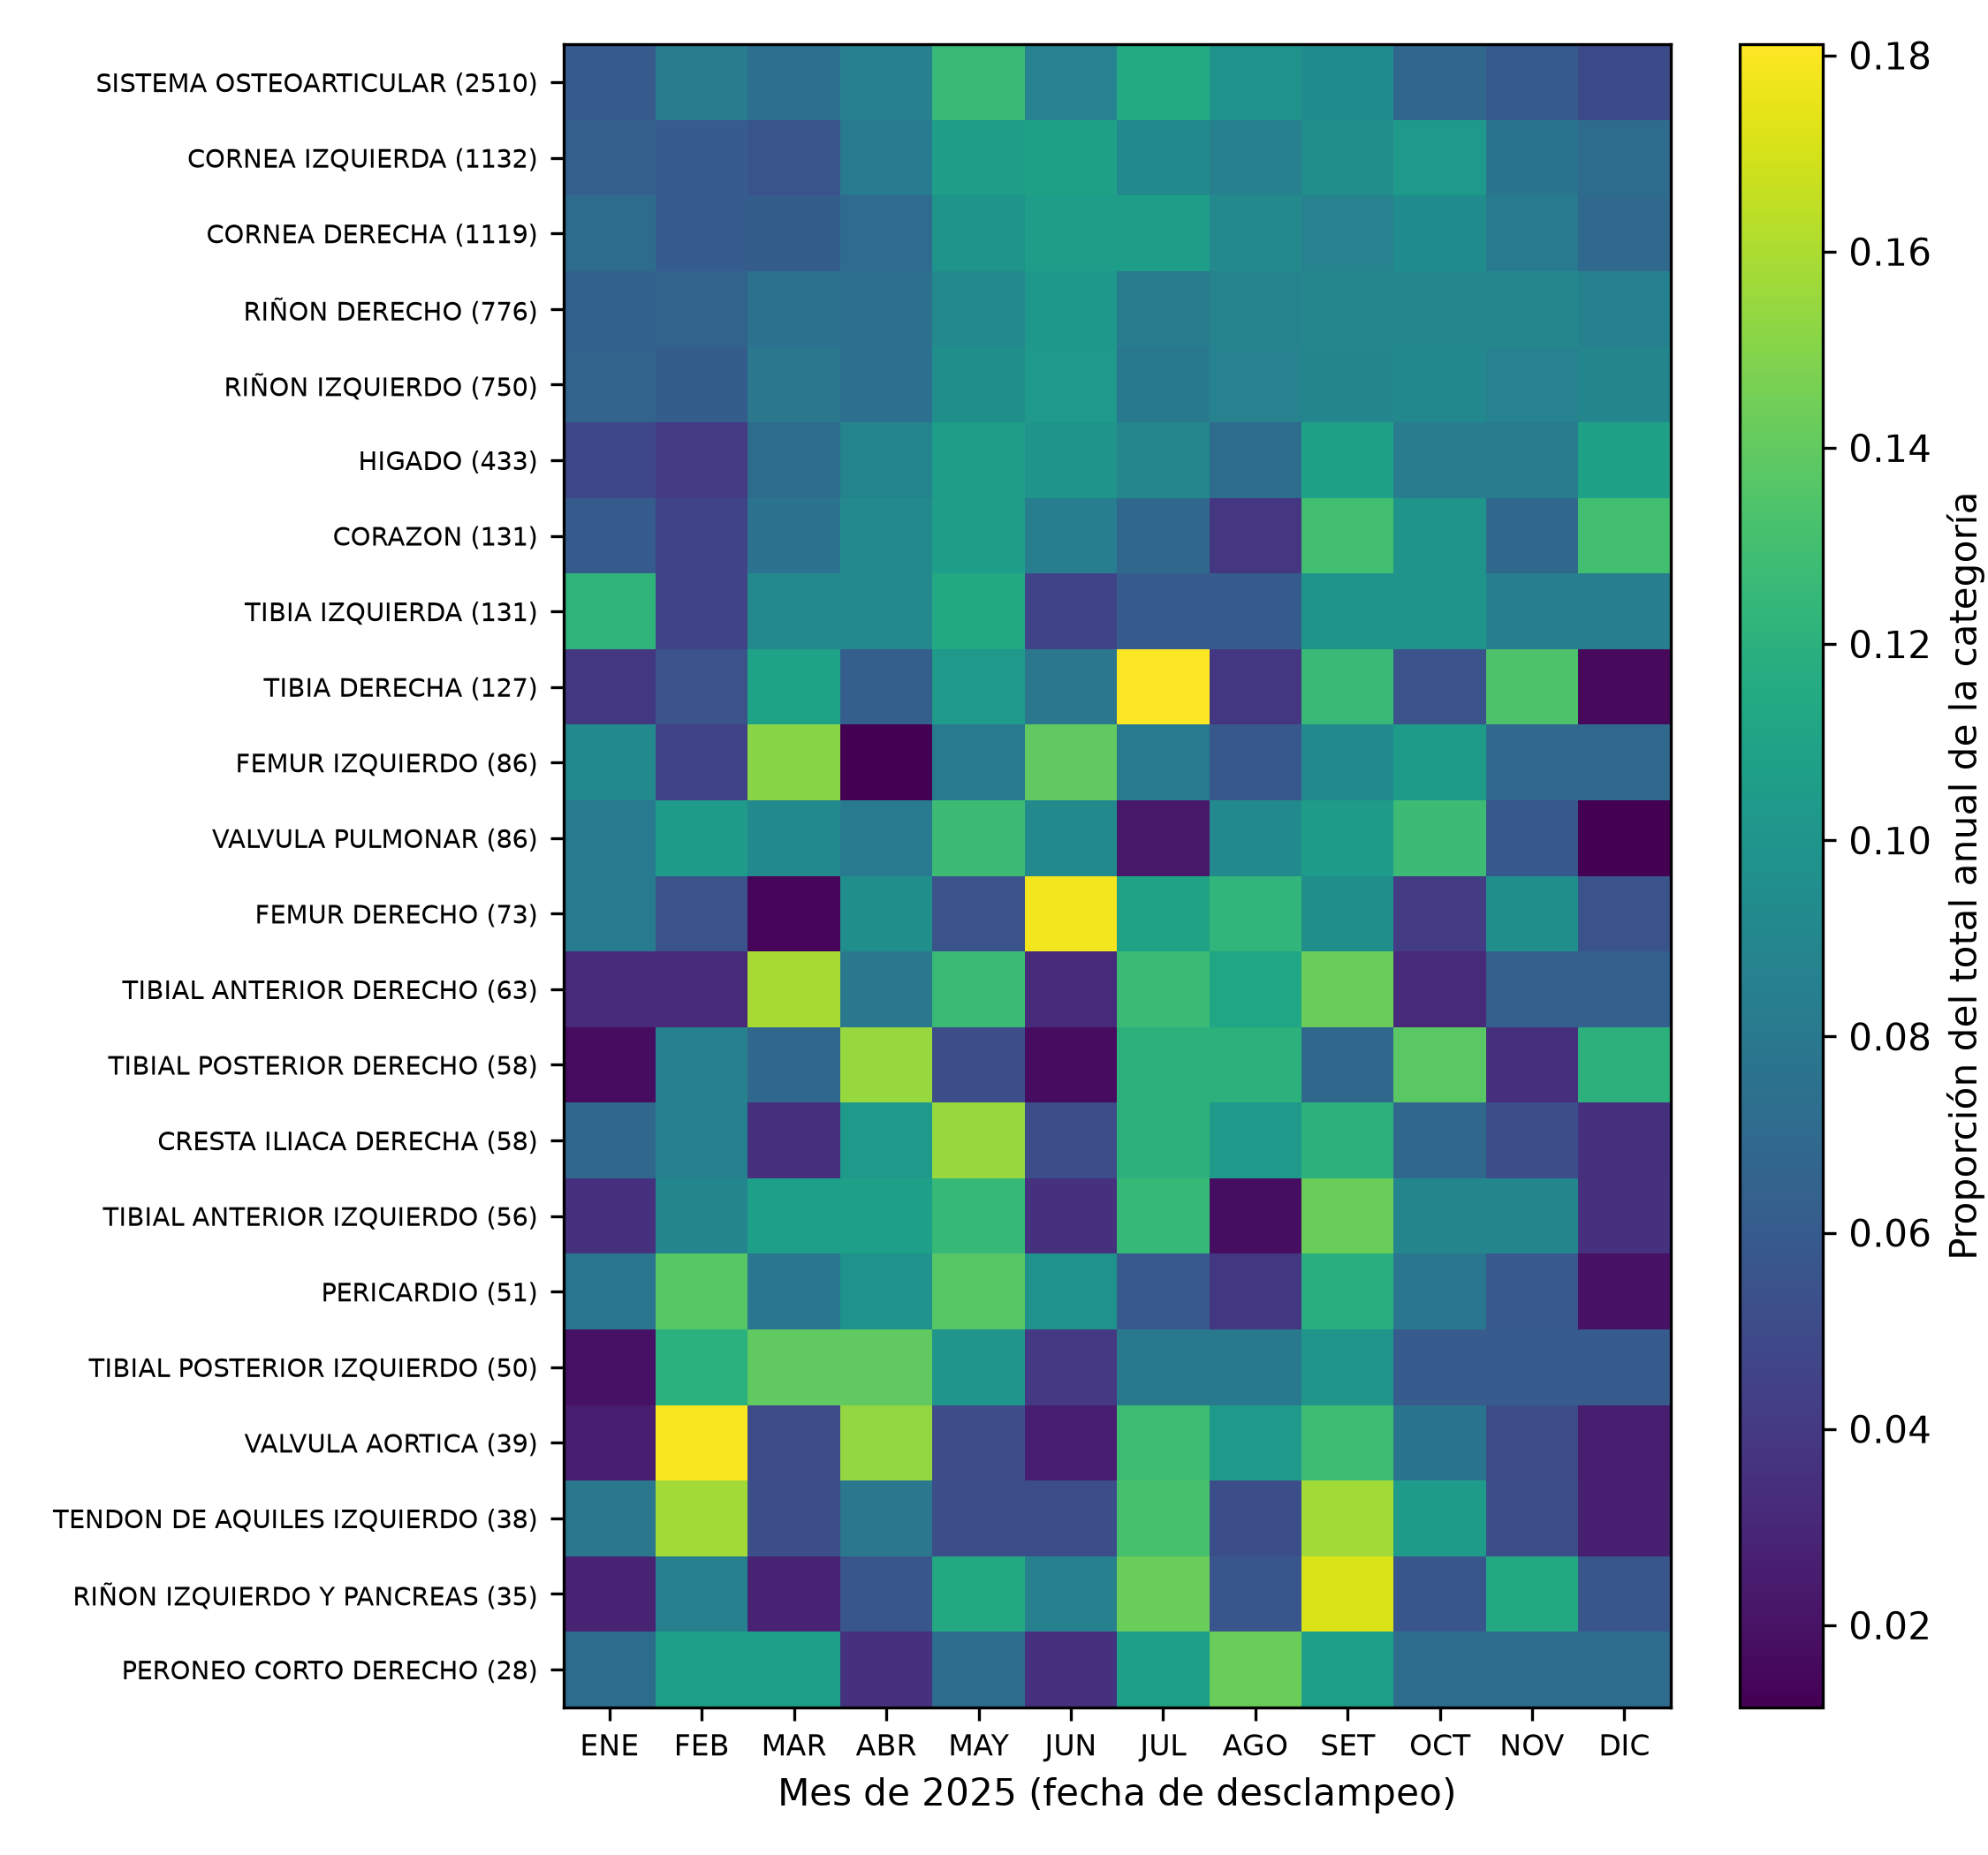 SISTEMA OSTEOARTICULAR (2510)
CORNEA IZQUIERDA (1132)
CORNEA DERECHA (1119)
RIÑON DERECHO (776)
RIÑON IZQUIERDO (750)
HIGADO (433)
CORAZON (131)
TIBIA IZQUIERDA (131)
TIBIA DERECHA (127)
FEMUR IZQUIERDO (86)
VALVULA PULMONAR (86)
FEMUR DERECHO (73)
TIBIAL ANTERIOR DERECHO (63)
TIBIAL POSTERIOR DERECHO (58)
CRESTA ILIACA DERECHA (58)
TIBIAL ANTERIOR IZQUIERDO (56)
PERICARDIO (51)
TIBIAL POSTERIOR IZQUIERDO (50)
VALVULA AORTICA (39)
TENDON DE AQUILES IZQUIERDO (38)
RIÑON IZQUIERDO Y PANCREAS (35)
PERONEO CORTO DERECHO (28)
ENE FEB MAR ABR MAY JUN JUL AGO SET OCT NOV DIC
Mes de 2025 (fecha de desclampeo)
0.18
0.16
0.14
0.12
0.10
0.08
0.06
0.04
0.02
Proporción del total anual de la categoría